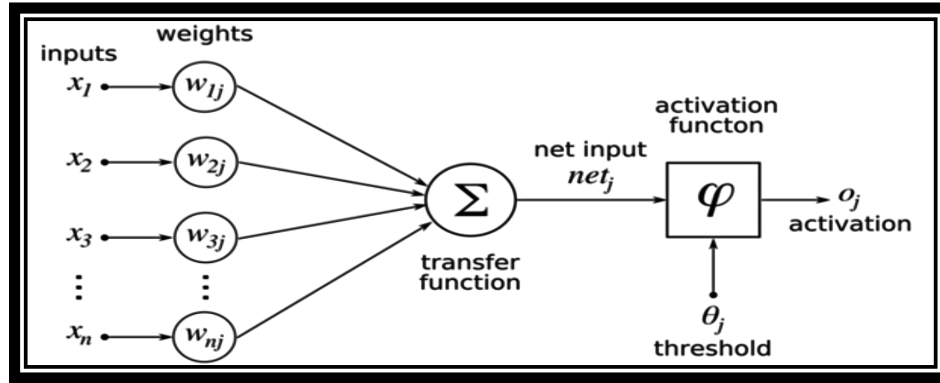 weights
inputs
x₁ w₁ⱼ
activation
functon
x₂ w₂ⱼ
net input
netⱼ
Σ φ oⱼ
activation
x₃ w₃ⱼ
transfer
function
⋮ ⋮
θⱼ
xₙ wₙⱼ
threshold